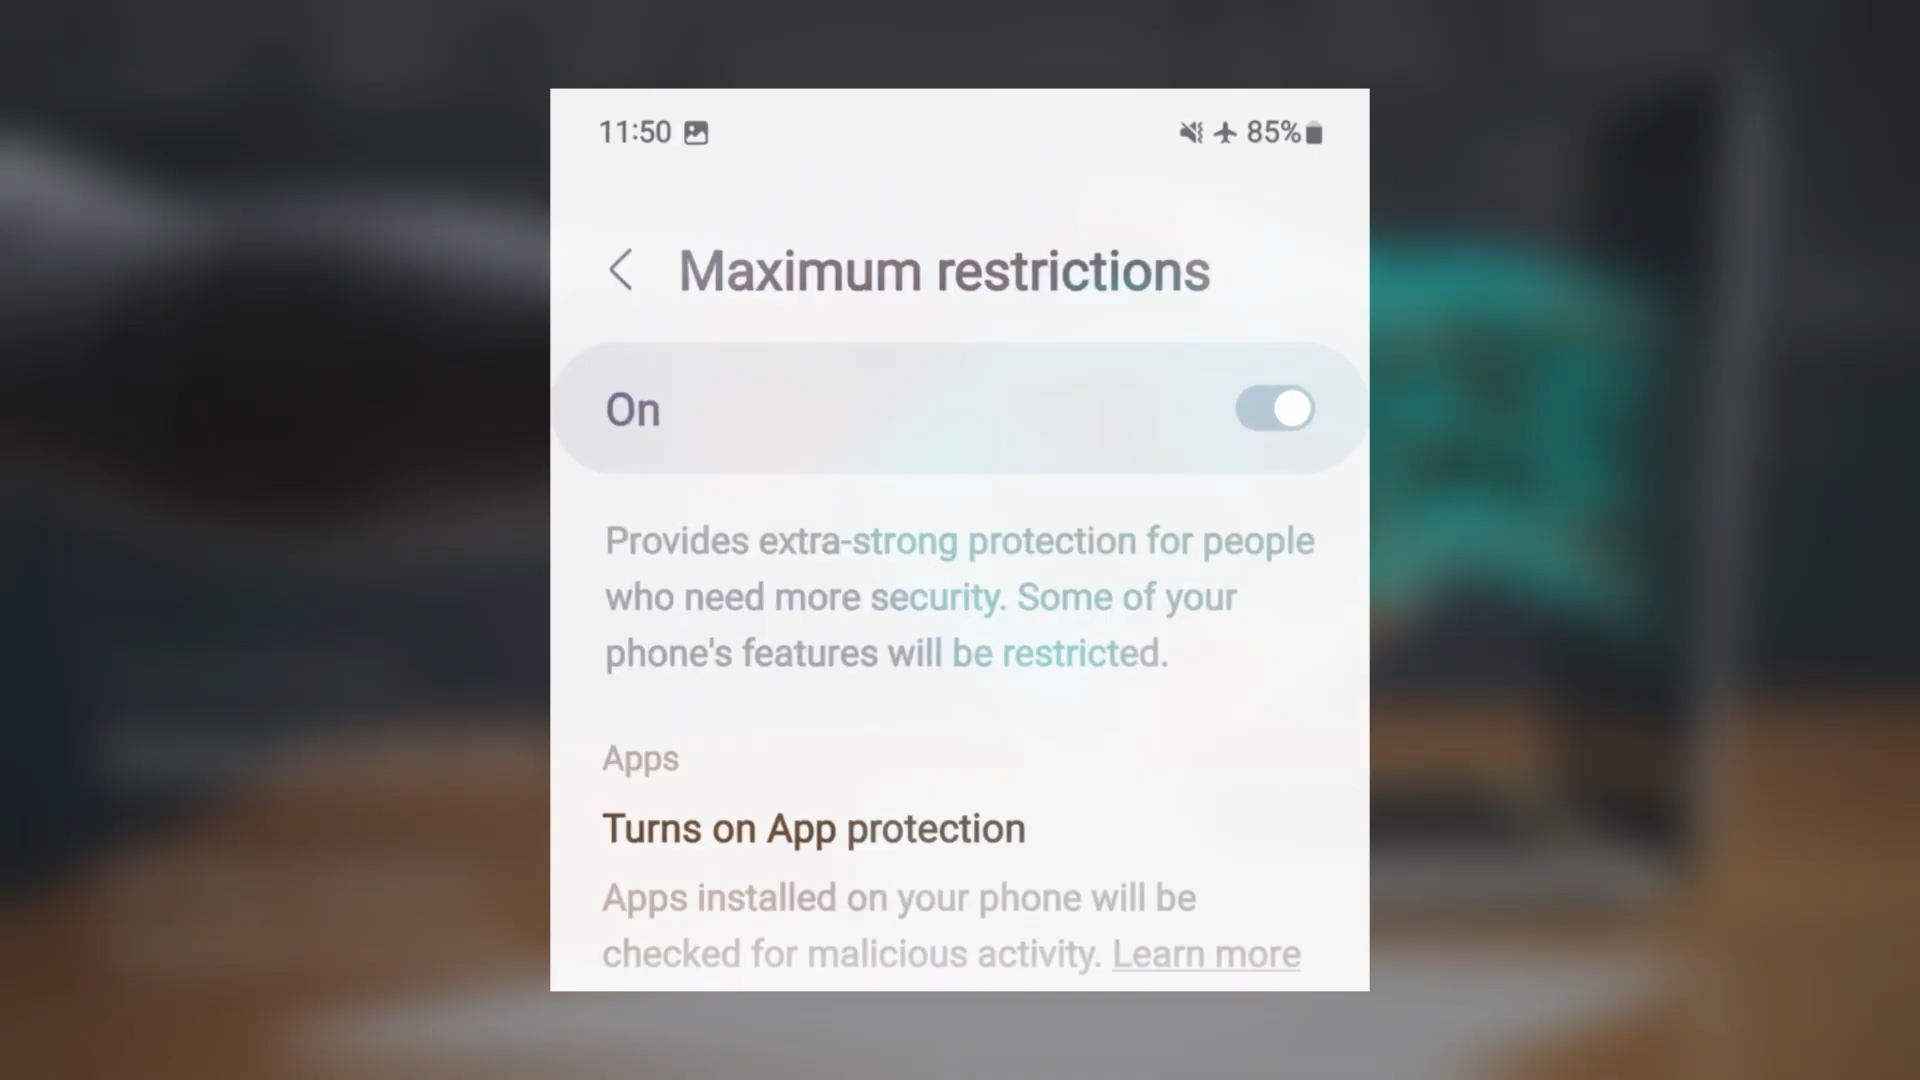 11:50 85%
Maximum restrictions
On
Provides extra-strong protection for people
who need more security. Some of your
phone's features will be restricted.
Apps
Turns on App protection
Apps installed on your phone will be
checked for malicious activity. Learn more